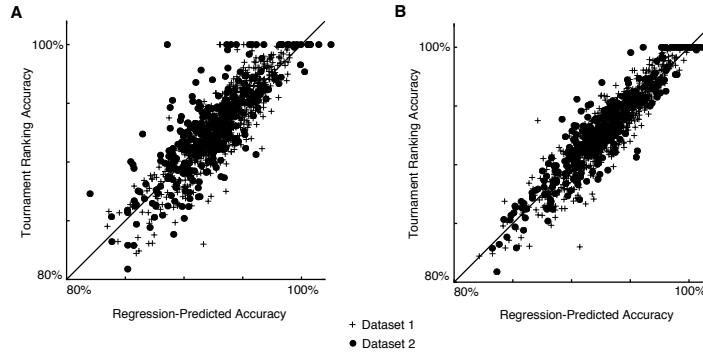 A
Tournament Ranking Accuracy
100%
80%
80%
100%
Regression-Predicted Accuracy
B
Tournament Ranking Accuracy
100%
80%
80%
100%
Regression-Predicted Accuracy
+ Dataset 1
● Dataset 2